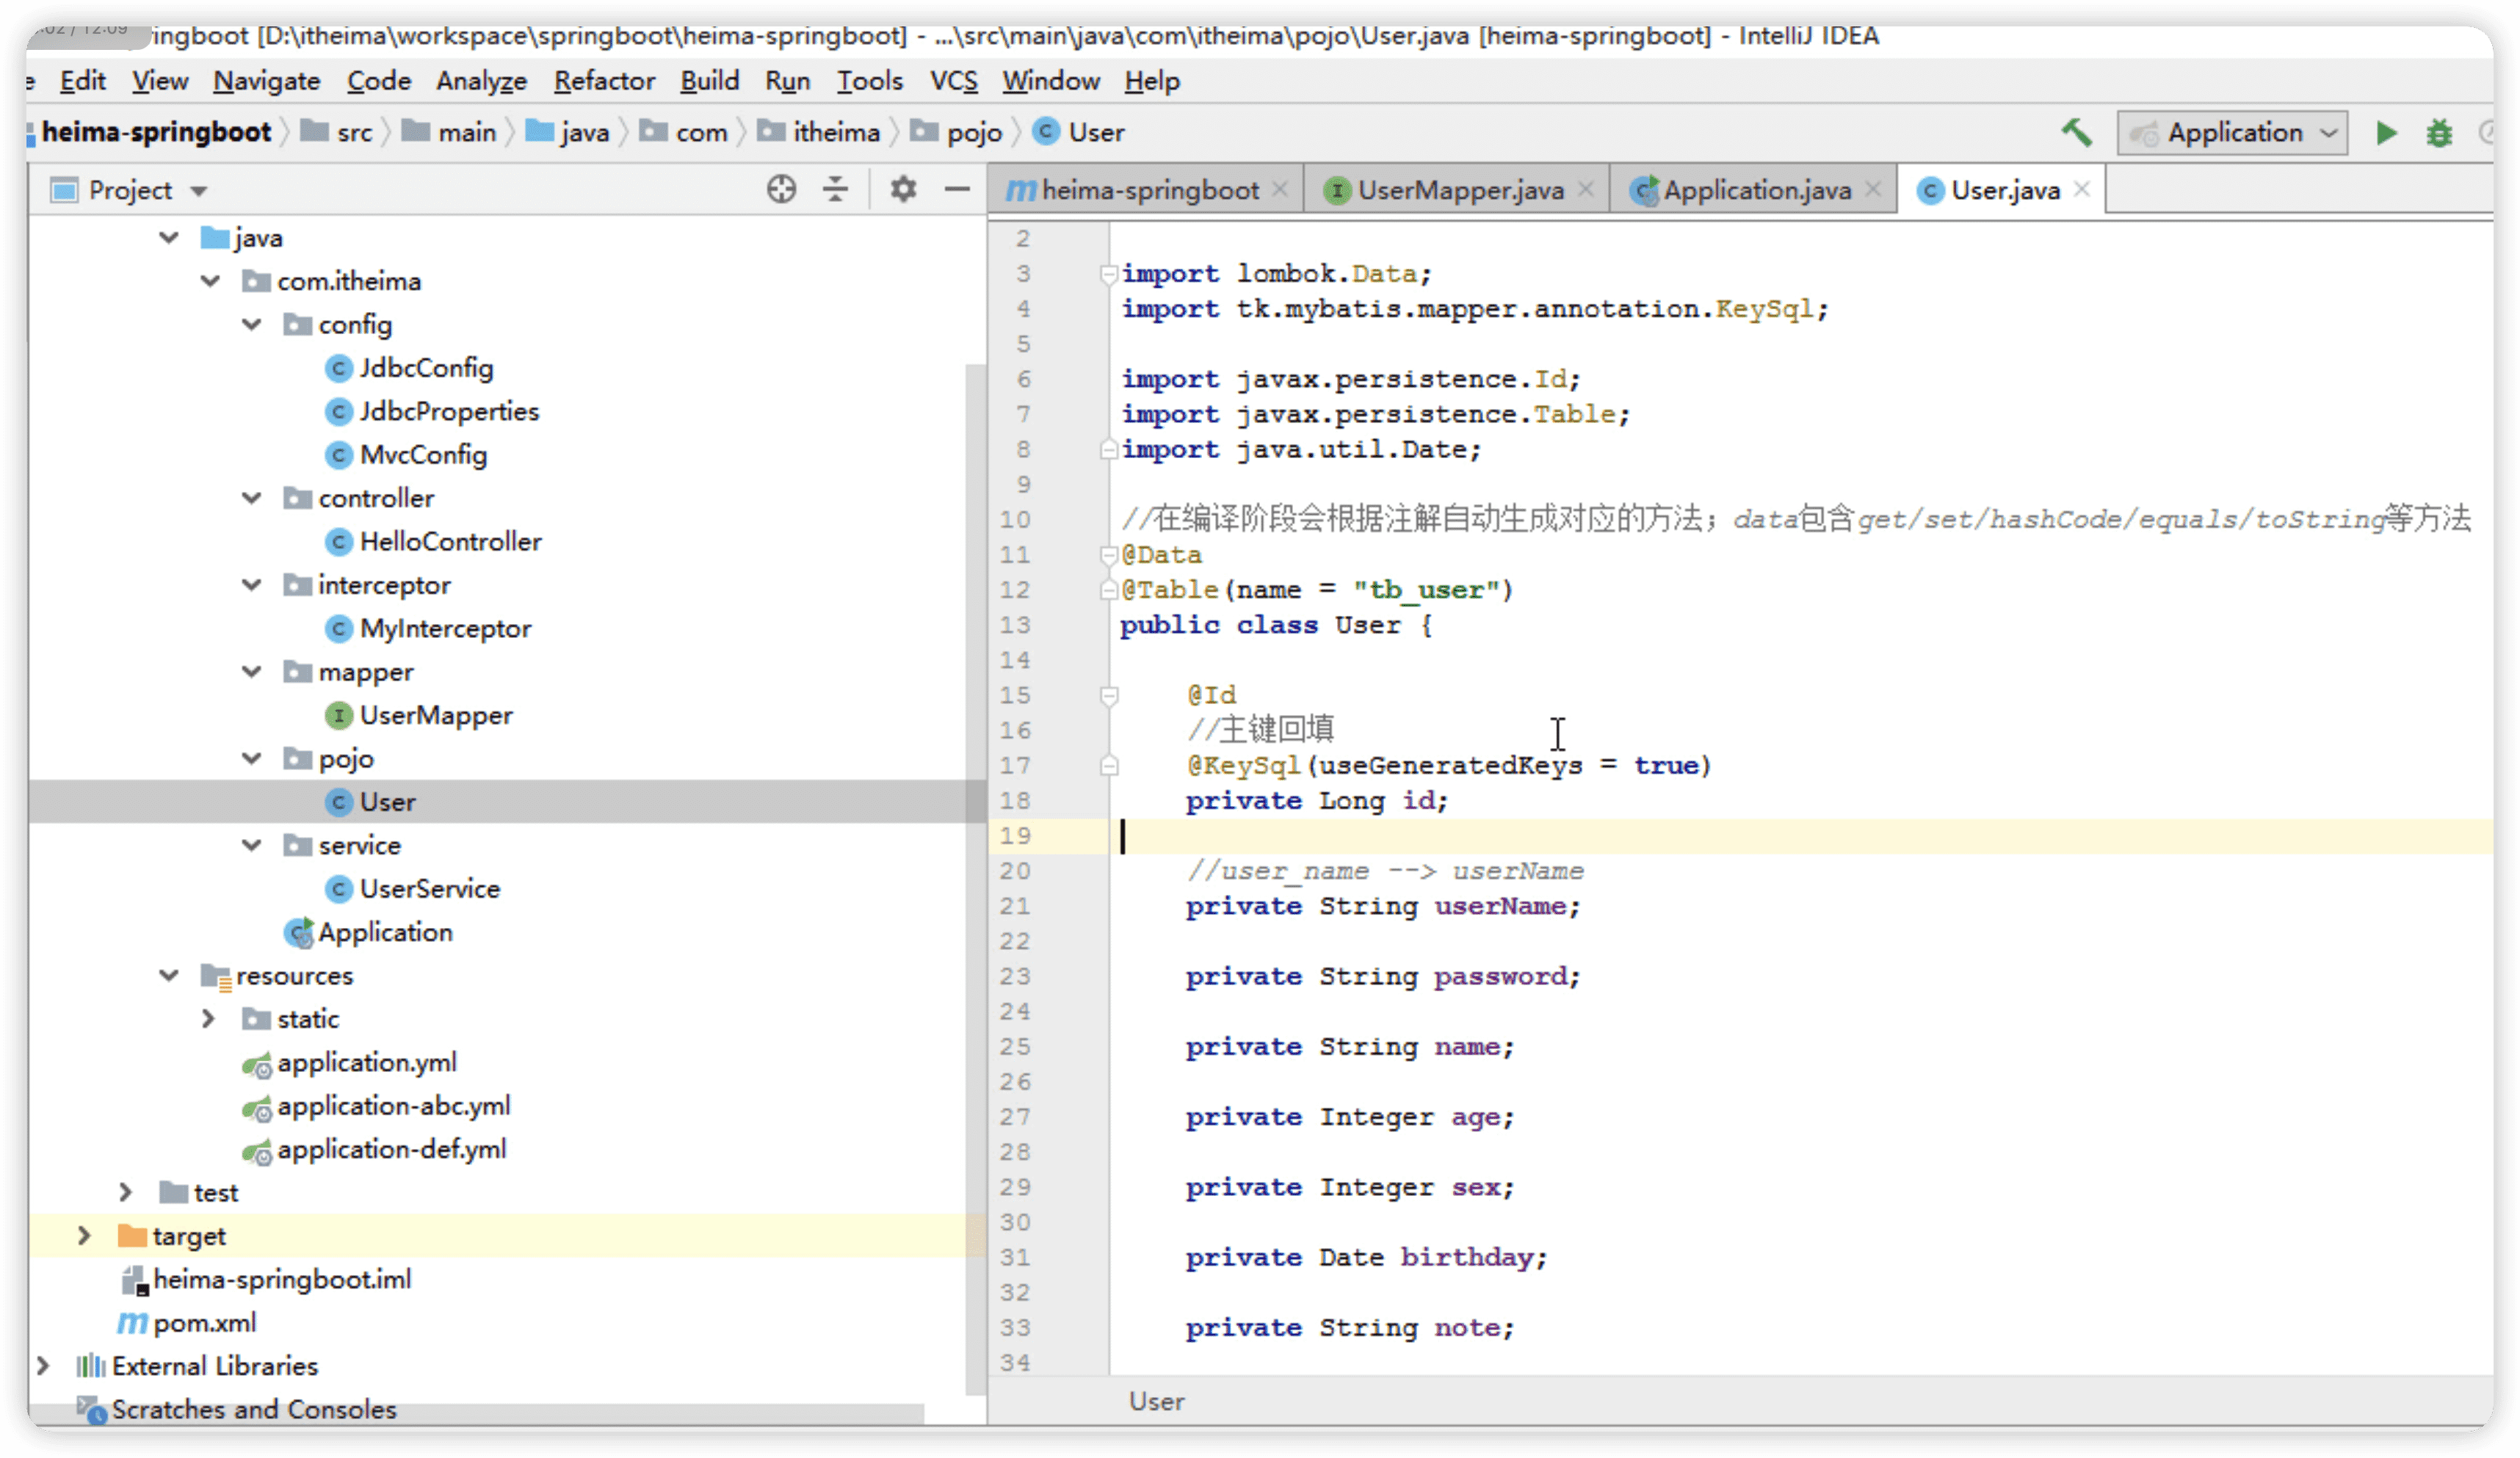 :02 / 12:09
ingboot [D:\itheima\workspace\springboot\heima-springboot] - ...\src\main\java\com\itheima\pojo\User.java [heima-springboot] - IntelliJ IDEA
e Edit View Navigate Code Analyze Refactor Build Run Tools VCS Window Help
heima-springboot src main java com itheima pojo User Application
Project
heima-springboot UserMapper.java Application.java User.java
java
com.itheima
config
JdbcConfig
JdbcProperties
MvcConfig
controller
HelloController
interceptor
MyInterceptor
mapper
UserMapper
pojo
User
service
UserService
Application
resources
static
application.yml
application-abc.yml
application-def.yml
test
target
heima-springboot.iml
pom.xml
External Libraries
Scratches and Consoles
2
3 import lombok.Data;
4 import tk.mybatis.mapper.annotation.KeySql;
5
6 import javax.persistence.Id;
7 import javax.persistence.Table;
8 import java.util.Date;
9
10 //在编译阶段会根据注解自动生成对应的方法；data包含get/set/hashCode/equals/toString等方法
11 @Data
12 @Table(name = "tb_user")
13 public class User {
14
15 @Id
16 //主键回填
17 @KeySql(useGeneratedKeys = true)
18 private Long id;
19
20 //user_name --> userName
21 private String userName;
22
23 private String password;
24
25 private String name;
26
27 private Integer age;
28
29 private Integer sex;
30
31 private Date birthday;
32
33 private String note;
34
User